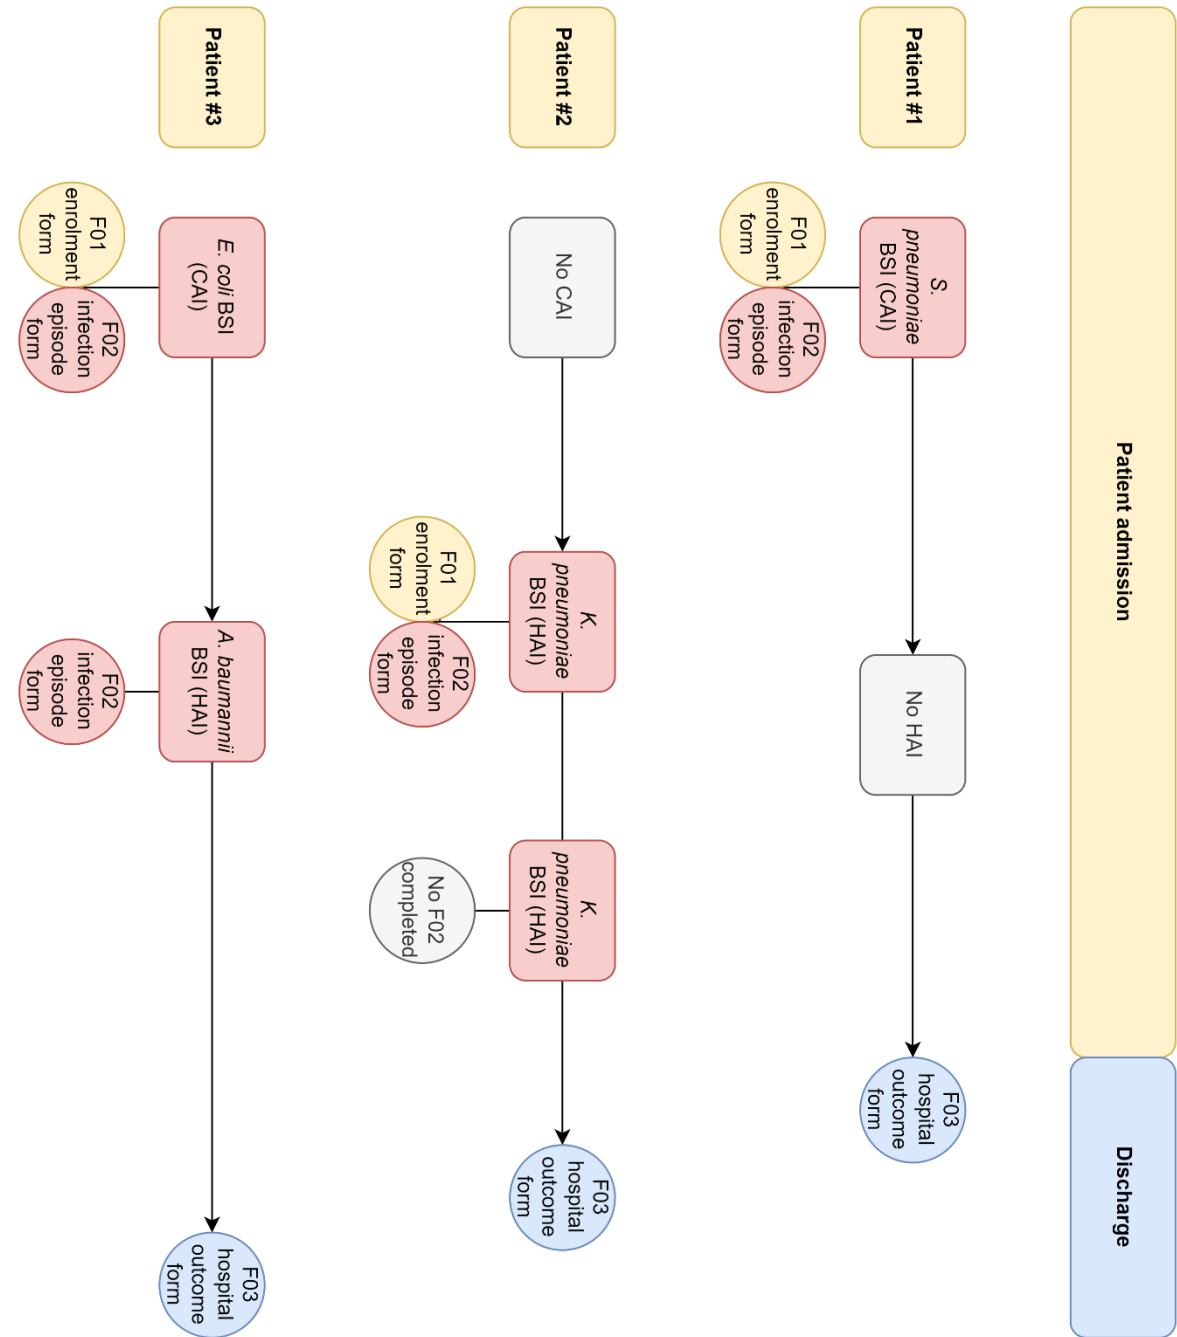 Patient admission
Discharge
Patient #1
S.
pneumoniae
BSI (CAI)
F01
enrolment
form
F02
infection
episode
form
No HAI
F03
hospital
outcome
form
Patient #2
No CAI
K.
pneumoniae
BSI (HAI)
F01
enrolment
form
F02
infection
episode
form
K.
pneumoniae
BSI (HAI)
No F02
completed
F03
hospital
outcome
form
Patient #3
E. coli BSI
(CAI)
F01
enrolment
form
F02
infection
episode
form
A. baumannii
BSI (HAI)
F02
infection
episode
form
F03
hospital
outcome
form